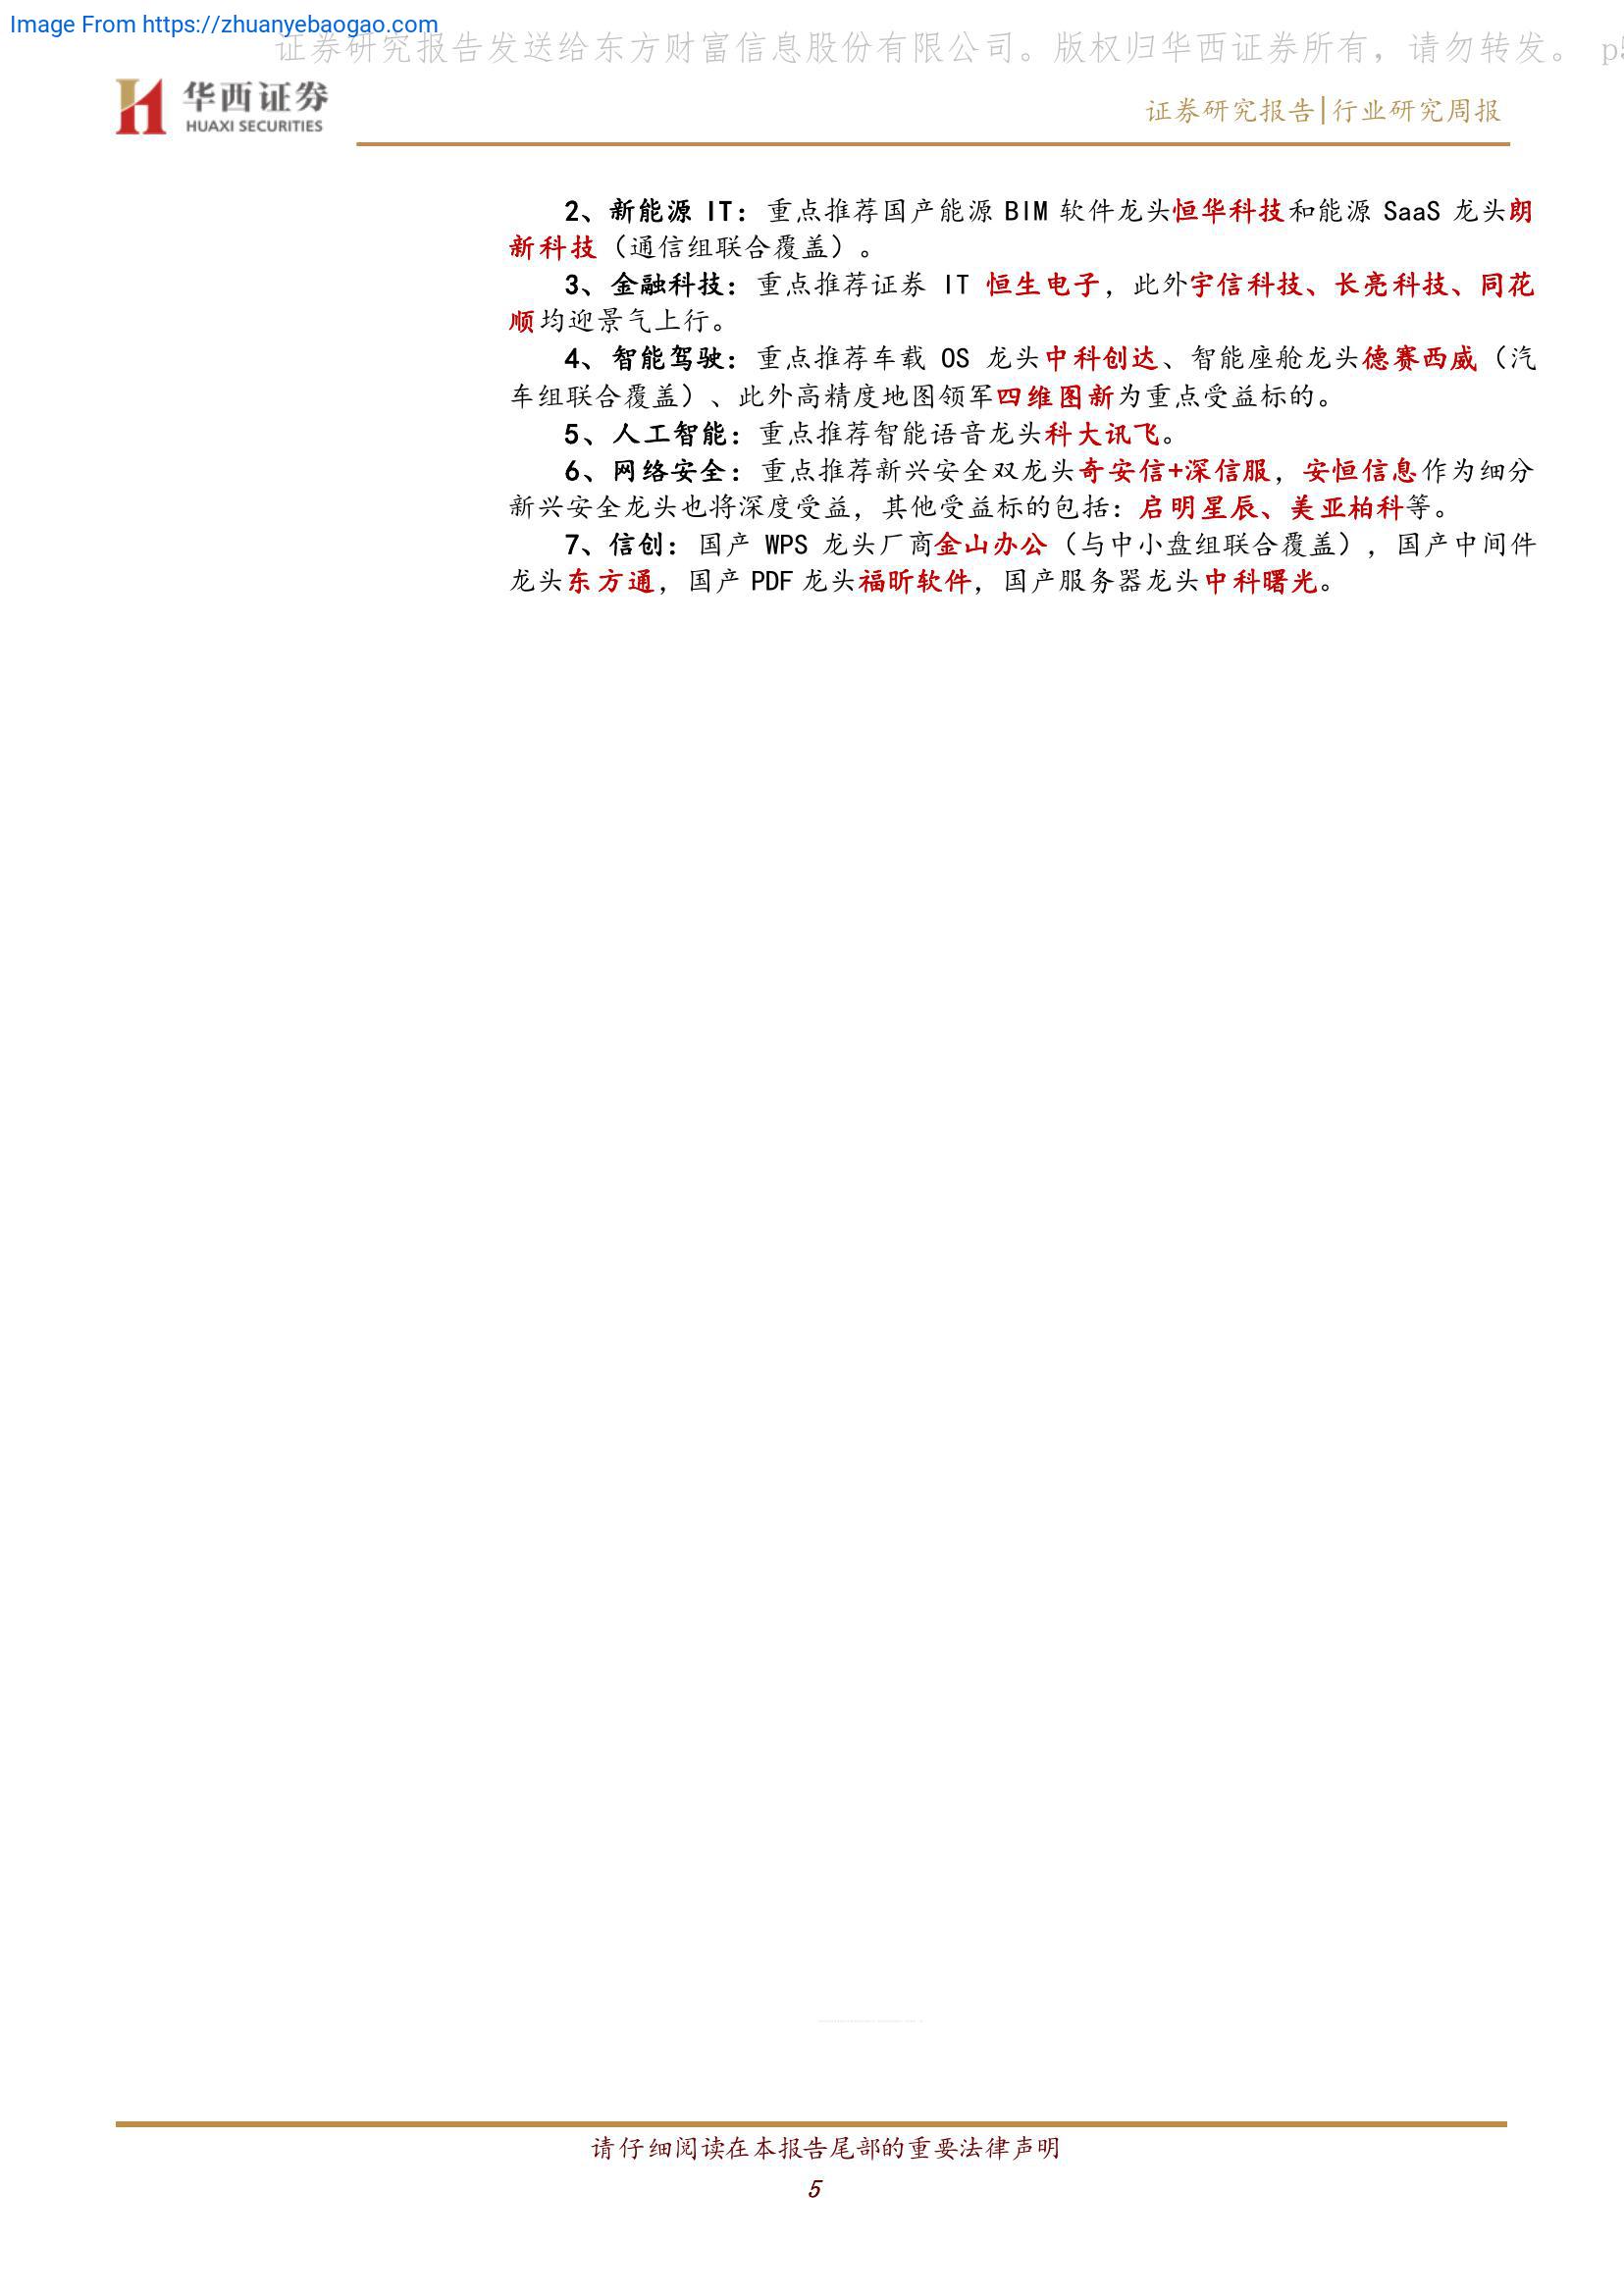 Image From https://zhuanyebaogao.com
证券研究报告发送给东方财富信息股份有限公司。版权归华西证券所有，请勿转发。 p5
华西证券
HUAXI SECURITIES
证券研究报告|行业研究周报
2、新能源 IT：重点推荐国产能源 BIM 软件龙头恒华科技和能源 SaaS 龙头朗
新科技（通信组联合覆盖）。
3、金融科技：重点推荐证券 IT 恒生电子，此外宇信科技、长亮科技、同花
顺均迎景气上行。
4、智能驾驶：重点推荐车载 OS 龙头中科创达、智能座舱龙头德赛西威（汽
车组联合覆盖）、此外高精度地图领军四维图新为重点受益标的。
5、人工智能：重点推荐智能语音龙头科大讯飞。
6、网络安全：重点推荐新兴安全双龙头奇安信+深信服，安恒信息作为细分
新兴安全龙头也将深度受益，其他受益标的包括：启明星辰、美亚柏科等。
7、信创：国产 WPS 龙头厂商金山办公（与中小盘组联合覆盖），国产中间件
龙头东方通，国产 PDF 龙头福昕软件，国产服务器龙头中科曙光。
请仔细阅读在本报告尾部的重要法律声明
5